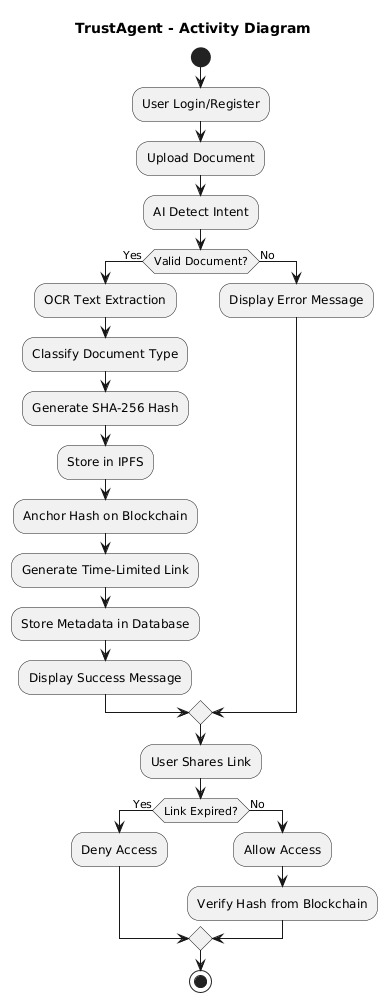 TrustAgent - Activity Diagram
User Login/Register
Upload Document
AI Detect Intent
Yes
Valid Document?
No
OCR Text Extraction
Display Error Message
Classify Document Type
Generate SHA-256 Hash
Store in IPFS
Anchor Hash on Blockchain
Generate Time-Limited Link
Store Metadata in Database
Display Success Message
User Shares Link
Yes
Link Expired?
No
Deny Access
Allow Access
Verify Hash from Blockchain